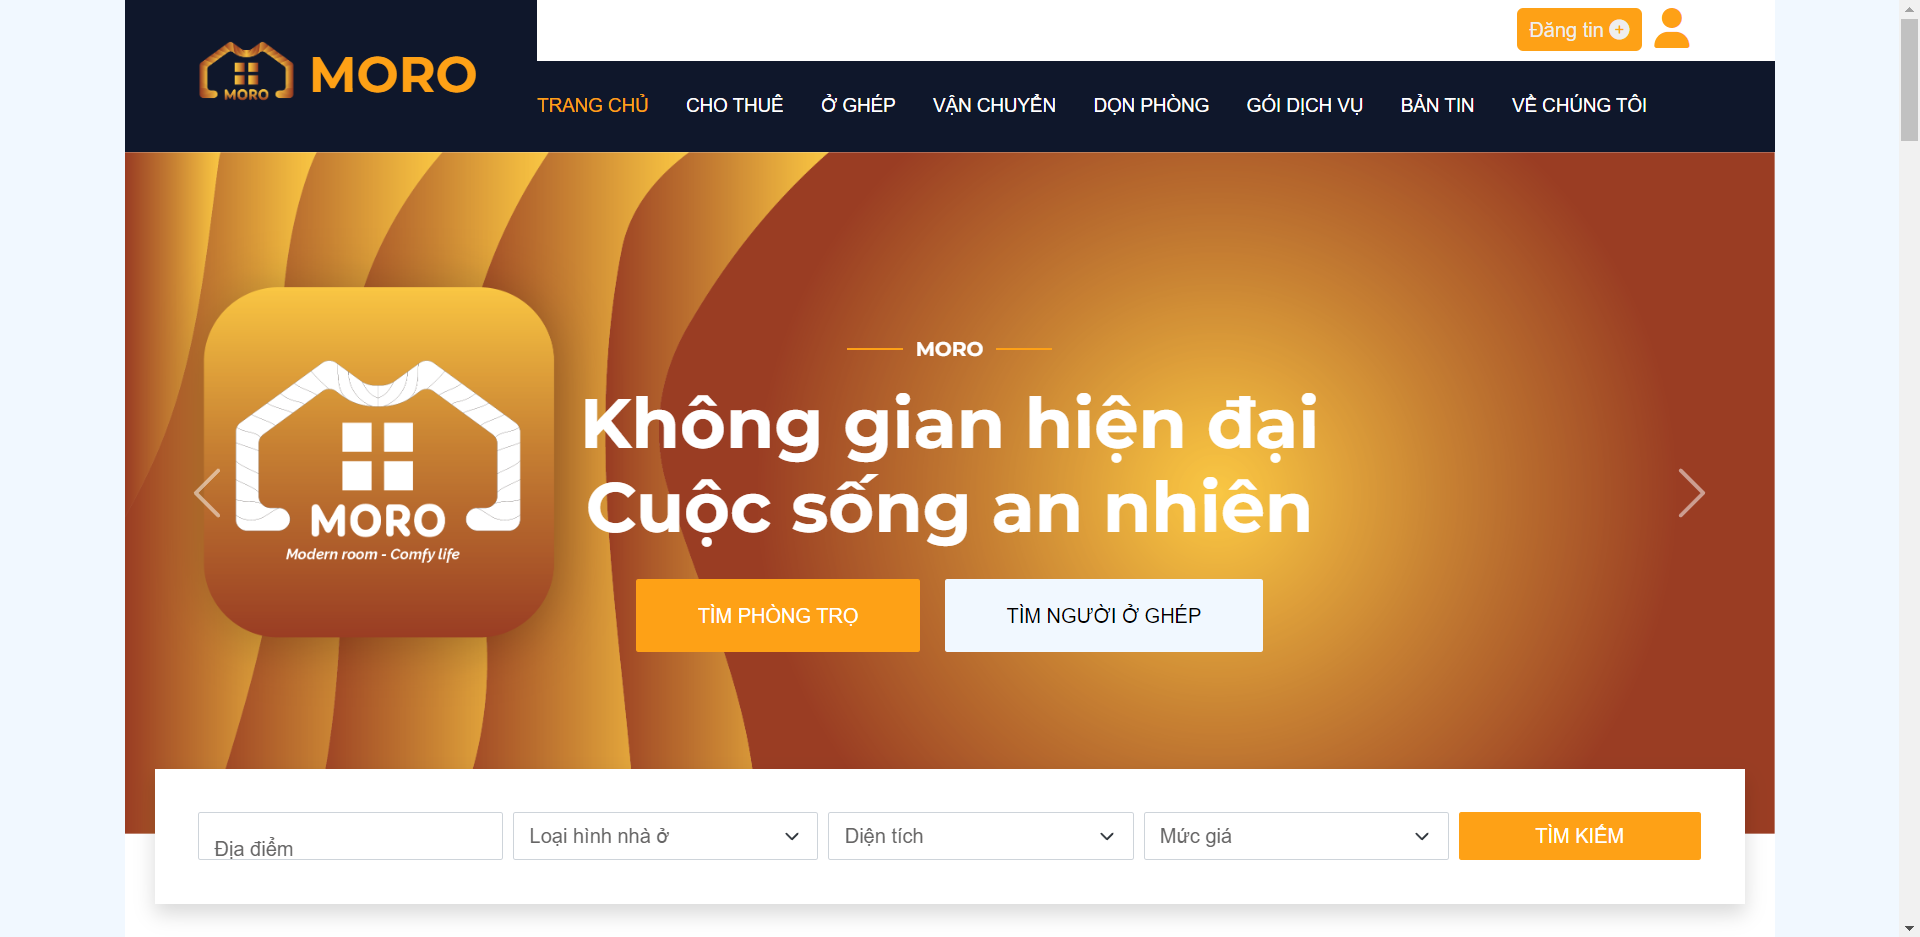 Đăng tin
MORO
MORO
TRANG CHỦ CHO THUÊ Ở GHÉP VẬN CHUYỂN DỌN PHÒNG GÓI DỊCH VỤ BẢN TIN VỀ CHÚNG TÔI
MORO
Không gian hiện đại
Cuộc sống an nhiên
MORO
Modern room - Comfy life
TÌM PHÒNG TRỌ
TÌM NGƯỜI Ở GHÉP
Địa điểm
Loại hình nhà ở
Diện tích
Mức giá
TÌM KIẾM